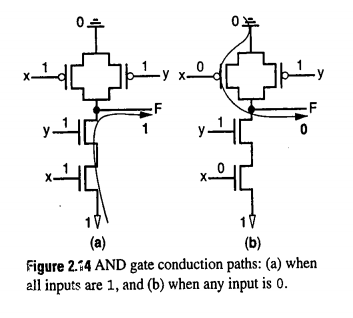 0 0
1 1 0 1
x y x y
F F
y 1 1 y 1 0
x 1 x 0
1 1
(a) (b)
Figure 2.14 AND gate conduction paths: (a) when
all inputs are 1, and (b) when any input is 0.